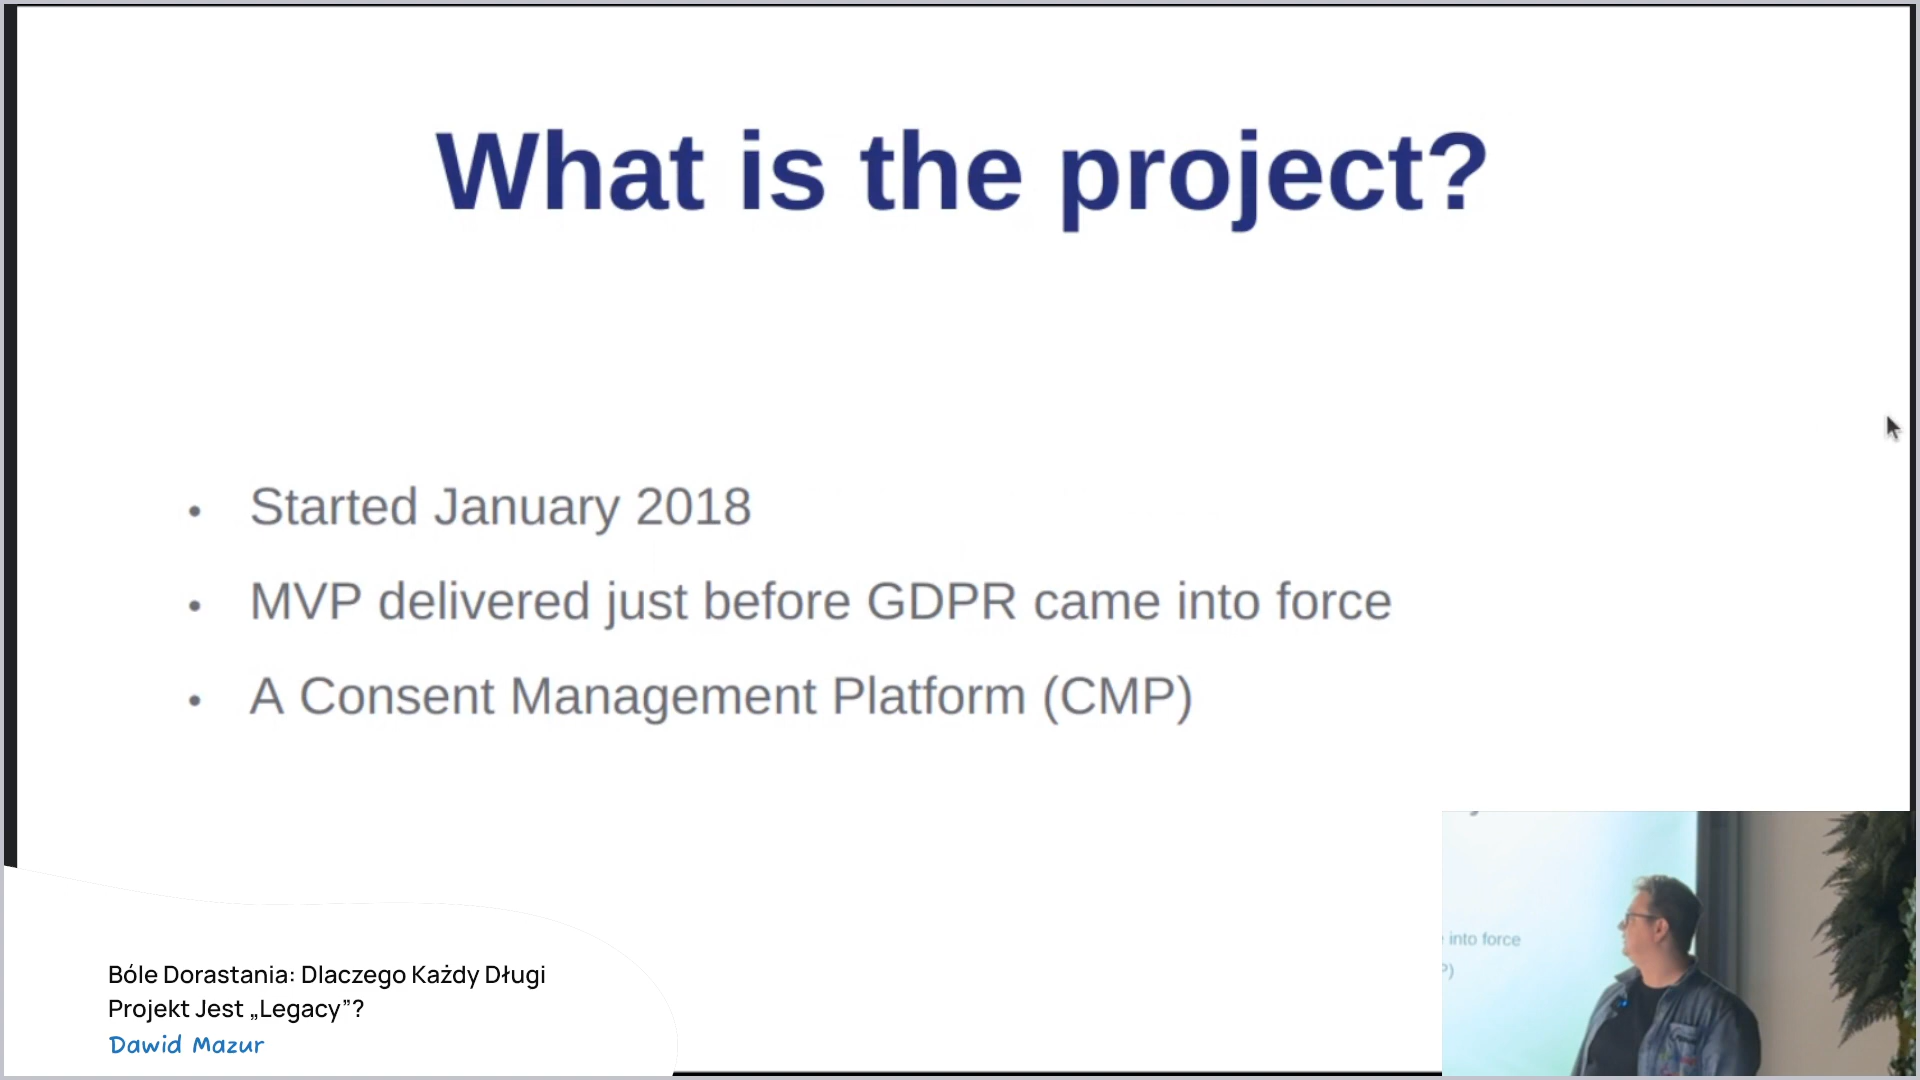 What is the project?
• Started January 2018
• MVP delivered just before GDPR came into force
• A Consent Management Platform (CMP)
into force
P)
Bóle Dorastania: Dlaczego Każdy Długi
Projekt Jest „Legacy”?
Dawid Mazur